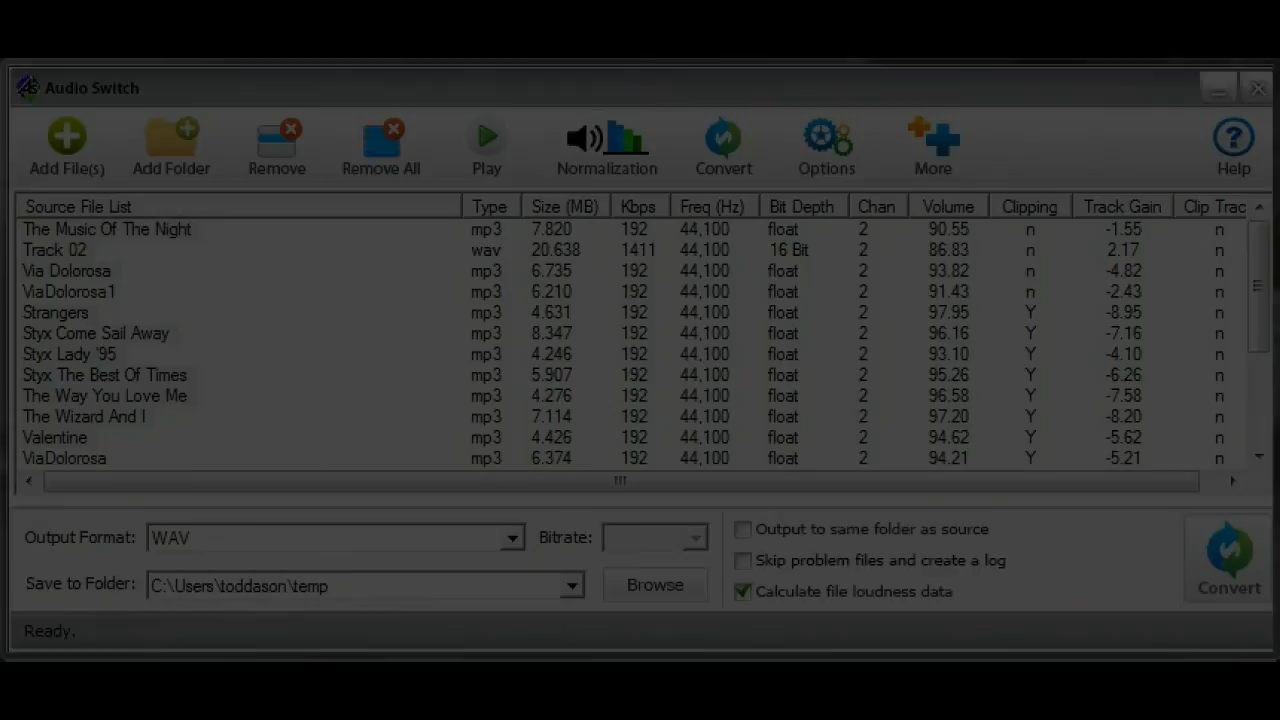 Audio Switch
Add File(s) Add Folder Remove Remove All Play Normalization Convert Options More Help
Source File List Type Size (MB) Kbps Freq (Hz) Bit Depth Chan Volume Clipping Track Gain Clip Trac
The Music Of The Night mp3 7.820 192 44,100 float 2 90.55 n -1.55 n
Track 02 wav 20.638 1411 44,100 16 Bit 2 86.83 n 2.17 n
Via Dolorosa mp3 6.735 192 44,100 float 2 93.82 n -4.82 n
ViaDolorosa1 mp3 6.210 192 44,100 float 2 91.43 n -2.43 n
Strangers mp3 4.631 192 44,100 float 2 97.95 Y -8.95 n
Styx Come Sail Away mp3 8.347 192 44,100 float 2 96.16 Y -7.16 n
Styx Lady '95 mp3 4.246 192 44,100 float 2 93.10 Y -4.10 n
Styx The Best Of Times mp3 5.907 192 44,100 float 2 95.26 Y -6.26 n
The Way You Love Me mp3 4.276 192 44,100 float 2 96.58 Y -7.58 n
The Wizard And I mp3 7.114 192 44,100 float 2 97.20 Y -8.20 n
Valentine mp3 4.426 192 44,100 float 2 94.62 Y -5.62 n
ViaDolorosa mp3 6.374 192 44,100 float 2 94.21 Y -5.21 n
Output Format: WAV Bitrate:
Save to Folder: C:\Users\toddason\temp Browse
Output to same folder as source
Skip problem files and create a log
Calculate file loudness data
Convert
Ready.